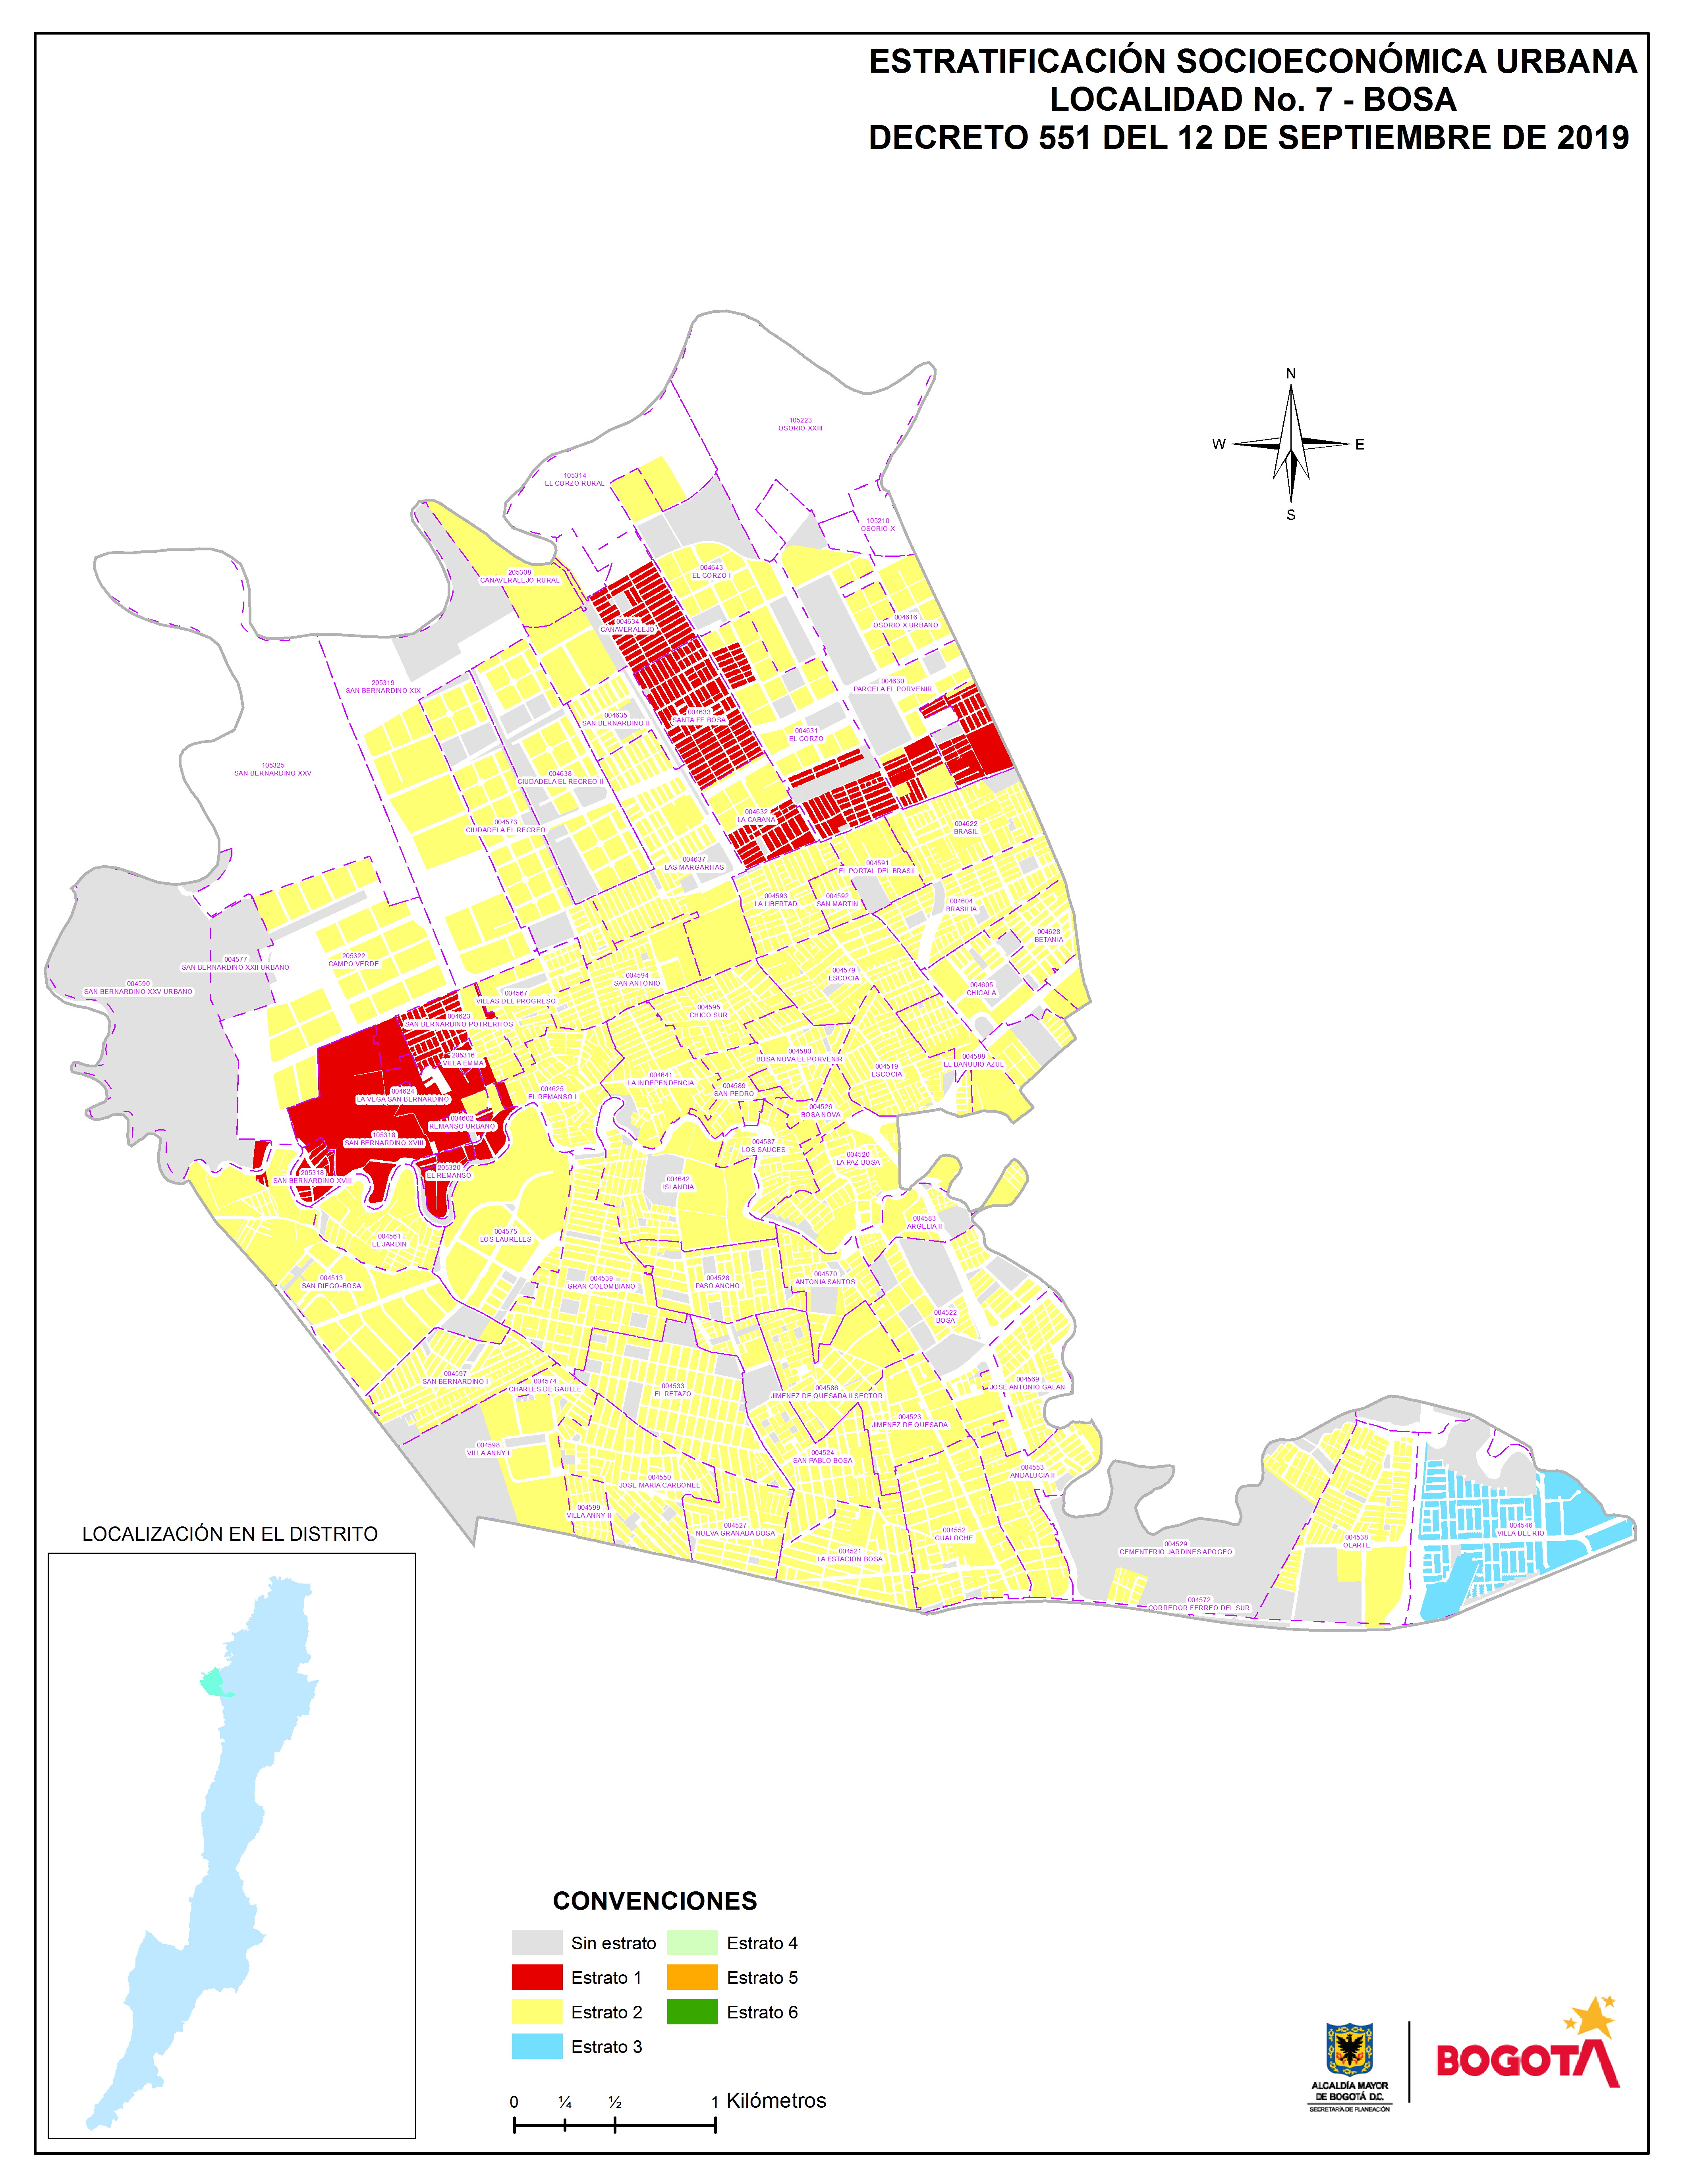 ESTRATIFICACIÓN SOCIOECONÓMICA URBANA
LOCALIDAD No. 7 - BOSA
DECRETO 551 DEL 12 DE SEPTIEMBRE DE 2019
N
W
E
S
105223
OSORIO XXIII
105314
EL CORZO RURAL
105210
OSORIO X
205308
CANAVERALEJO RURAL
004643
EL CORZO I
004634
CANAVERALEJO
004616
OSORIO X URBANO
205319
SAN BERNARDINO XIX
004630
PARCELA EL PORVENIR
004635
SAN BERNARDINO II
004633
SANTA FE BOSA
004631
EL CORZO
105325
SAN BERNARDINO XXV
004638
CIUDADELA EL RECREO II
004632
LA CABANA
004573
CIUDADELA EL RECREO
004622
BRASIL
004637
LAS MARGARITAS
004591
EL PORTAL DEL BRASIL
004593
LA LIBERTAD
004592
SAN MARTIN
004604
BRASILIA
004628
BETANIA
205322
CAMPO VERDE
004577
SAN BERNARDINO XXII URBANO
004590
SAN BERNARDINO XXV URBANO
004594
SAN ANTONIO
004579
ESCOCIA
004605
CHICALA
004567
VILLAS DEL PROGRESO
004595
CHICO SUR
004623
SAN BERNARDINO POTRERITOS
205316
VILLA EMMA
004580
BOSA NOVA EL PORVENIR
004588
EL DANUBIO AZUL
004519
ESCOCIA
004641
LA INDEPENDENCIA
004589
SAN PEDRO
004625
EL REMANSO I
004624
LA VEGA SAN BERNARDINO
004526
BOSA NOVA
004602
REMANSO URBANO
105318
SAN BERNARDINO XVIII
004587
LOS SAUCES
004520
LA PAZ BOSA
205318
SAN BERNARDINO XVIII
205320
EL REMANSO
004642
ISLANDIA
004583
ARGELIA II
004575
LOS LAURELES
004561
EL JARDIN
004513
SAN DIEGO-BOSA
004539
GRAN COLOMBIANO
004528
PASO ANCHO
004570
ANTONIA SANTOS
004522
BOSA
004597
SAN BERNARDINO I
004574
CHARLES DE GAULLE
004533
EL RETAZO
004586
JIMENEZ DE QUESADA II SECTOR
004569
JOSE ANTONIO GALAN
004523
JIMENEZ DE QUESADA
004598
VILLA ANNY I
004524
SAN PABLO BOSA
004553
ANDALUCIA II
004550
JOSE MARIA CARBONEL
004599
VILLA ANNY II
004527
NUEVA GRANADA BOSA
004521
LA ESTACION BOSA
004552
GUALOCHE
004529
CEMENTERIO JARDINES APOGEO
004538
OLARTE
004546
VILLA DEL RIO
004572
CORREDOR FERREO DEL SUR
LOCALIZACIÓN EN EL DISTRITO
CONVENCIONES
Sin estrato
Estrato 1
Estrato 2
Estrato 3
Estrato 4
Estrato 5
Estrato 6
0 ¼ ½ 1 Kilómetros
ALCALDÍA MAYOR
DE BOGOTÁ D.C.
SECRETARÍA DE PLANEACIÓN
BOGOTÁ